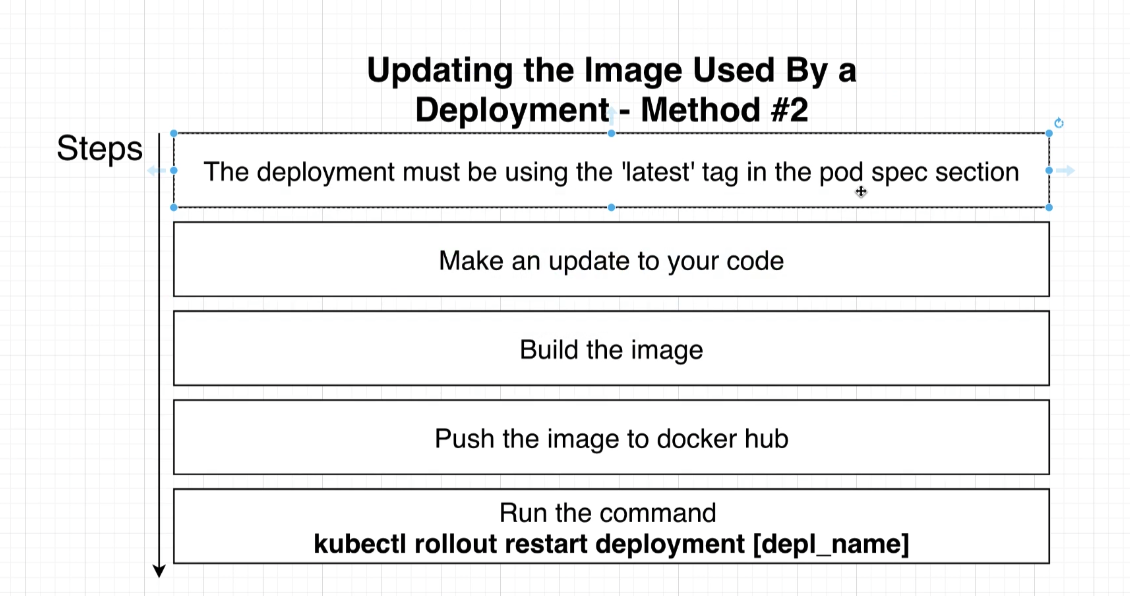 Updating the Image Used By a
Deployment - Method #2
Steps
The deployment must be using the 'latest' tag in the pod spec section
Make an update to your code
Build the image
Push the image to docker hub
Run the command
kubectl rollout restart deployment [depl_name]